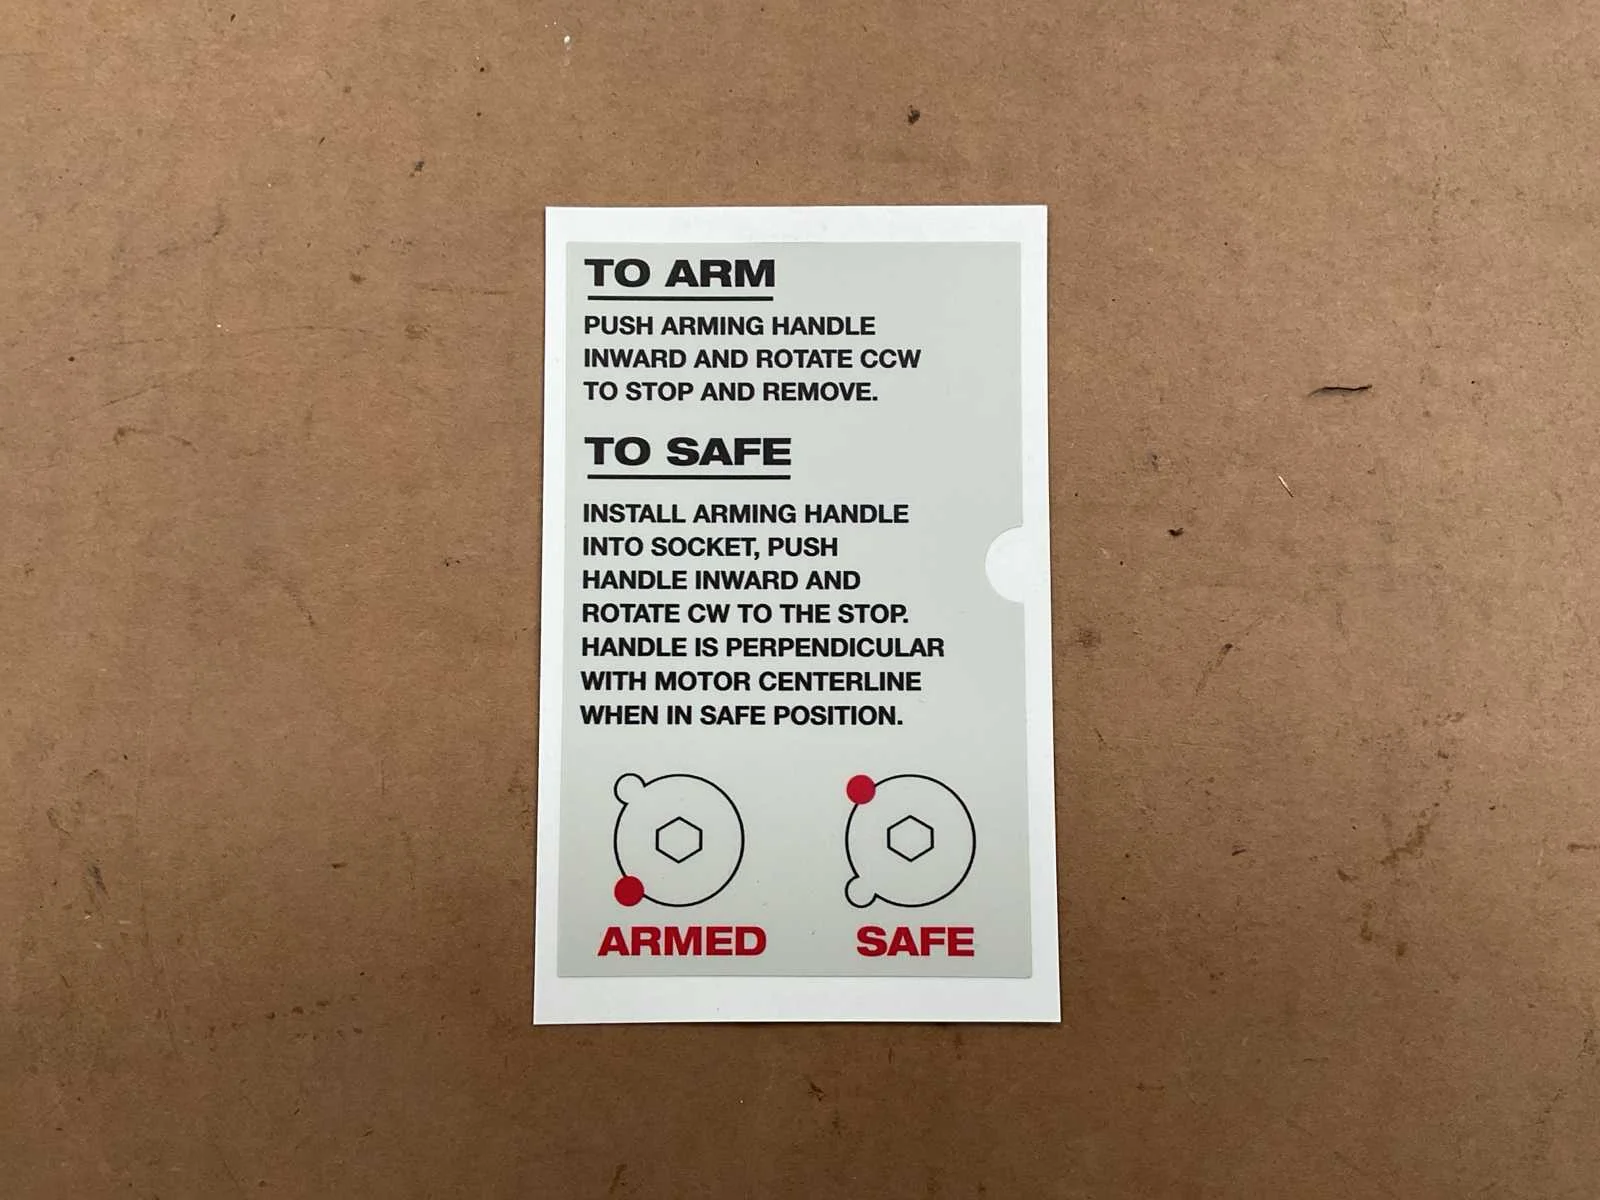 TO ARM
PUSH ARMING HANDLE
INWARD AND ROTATE CCW
TO STOP AND REMOVE.
TO SAFE
INSTALL ARMING HANDLE
INTO SOCKET, PUSH
HANDLE INWARD AND
ROTATE CW TO THE STOP.
HANDLE IS PERPENDICULAR
WITH MOTOR CENTERLINE
WHEN IN SAFE POSITION.
ARMED
SAFE